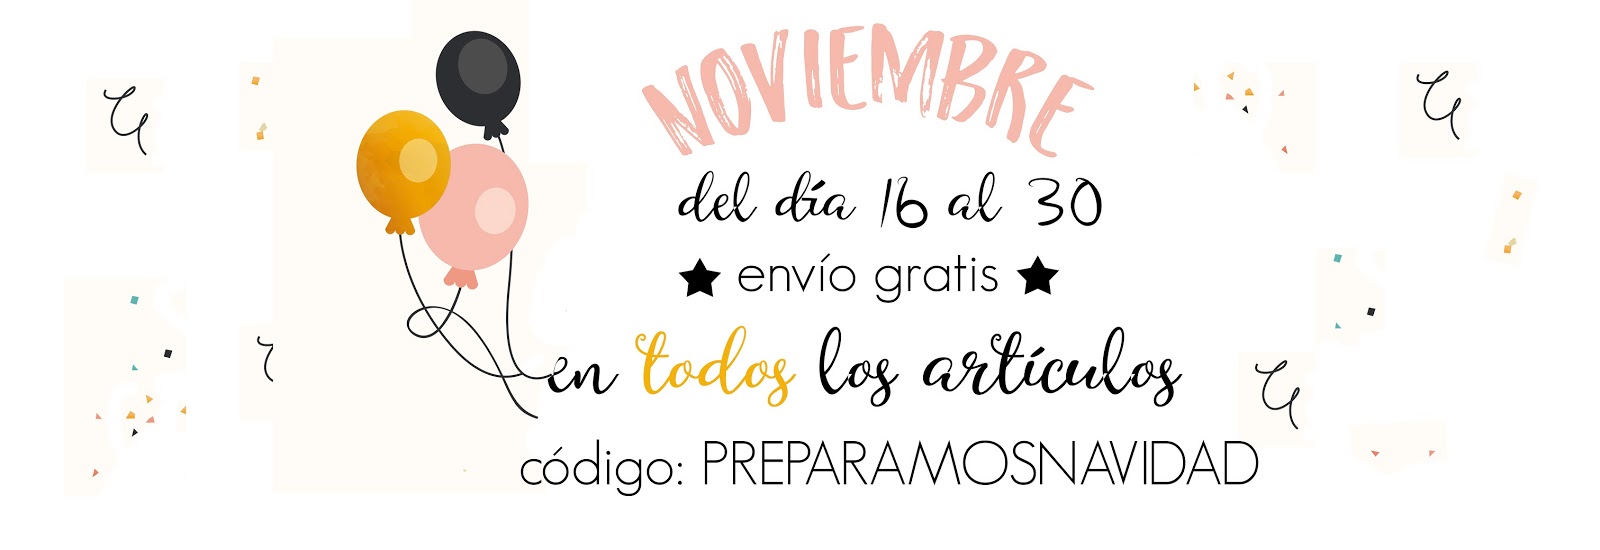 NOVIEMBRE
del día 16 al 30
envío gratis
en todos los artículos
código: PREPARAMOSNAVIDAD